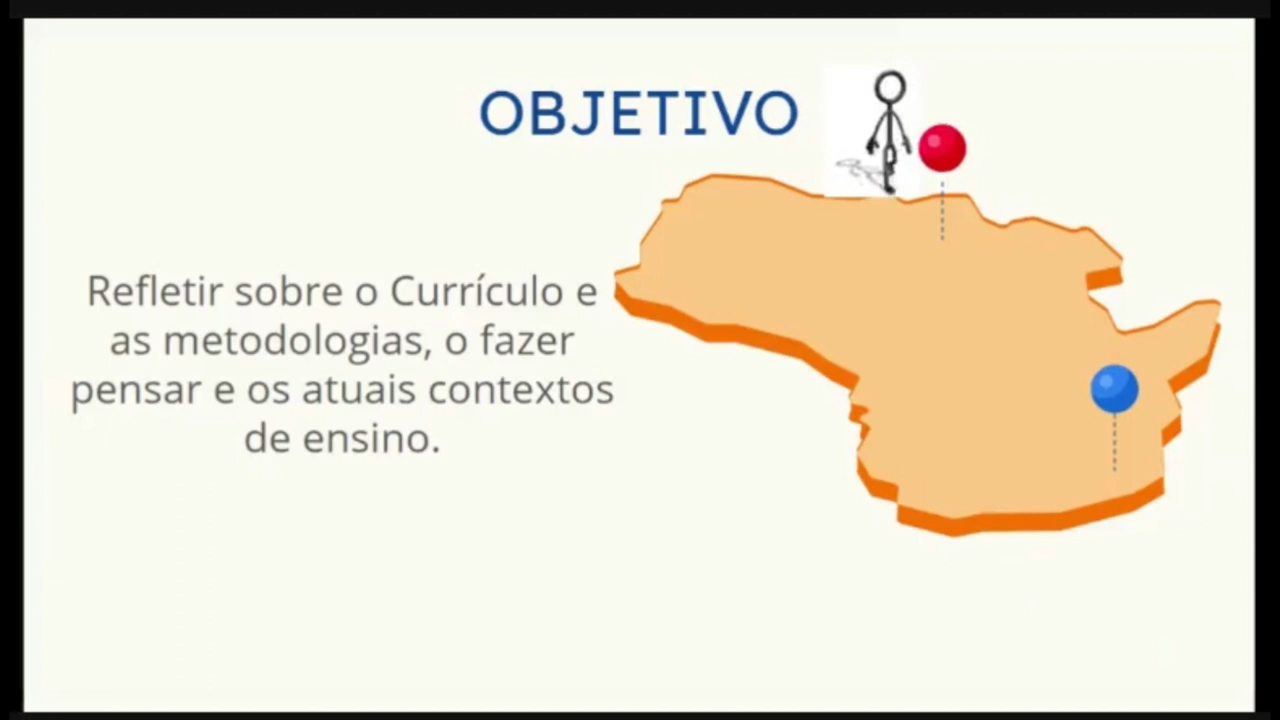 OBJETIVO
Refletir sobre o Currículo e
as metodologias, o fazer
pensar e os atuais contextos
de ensino.